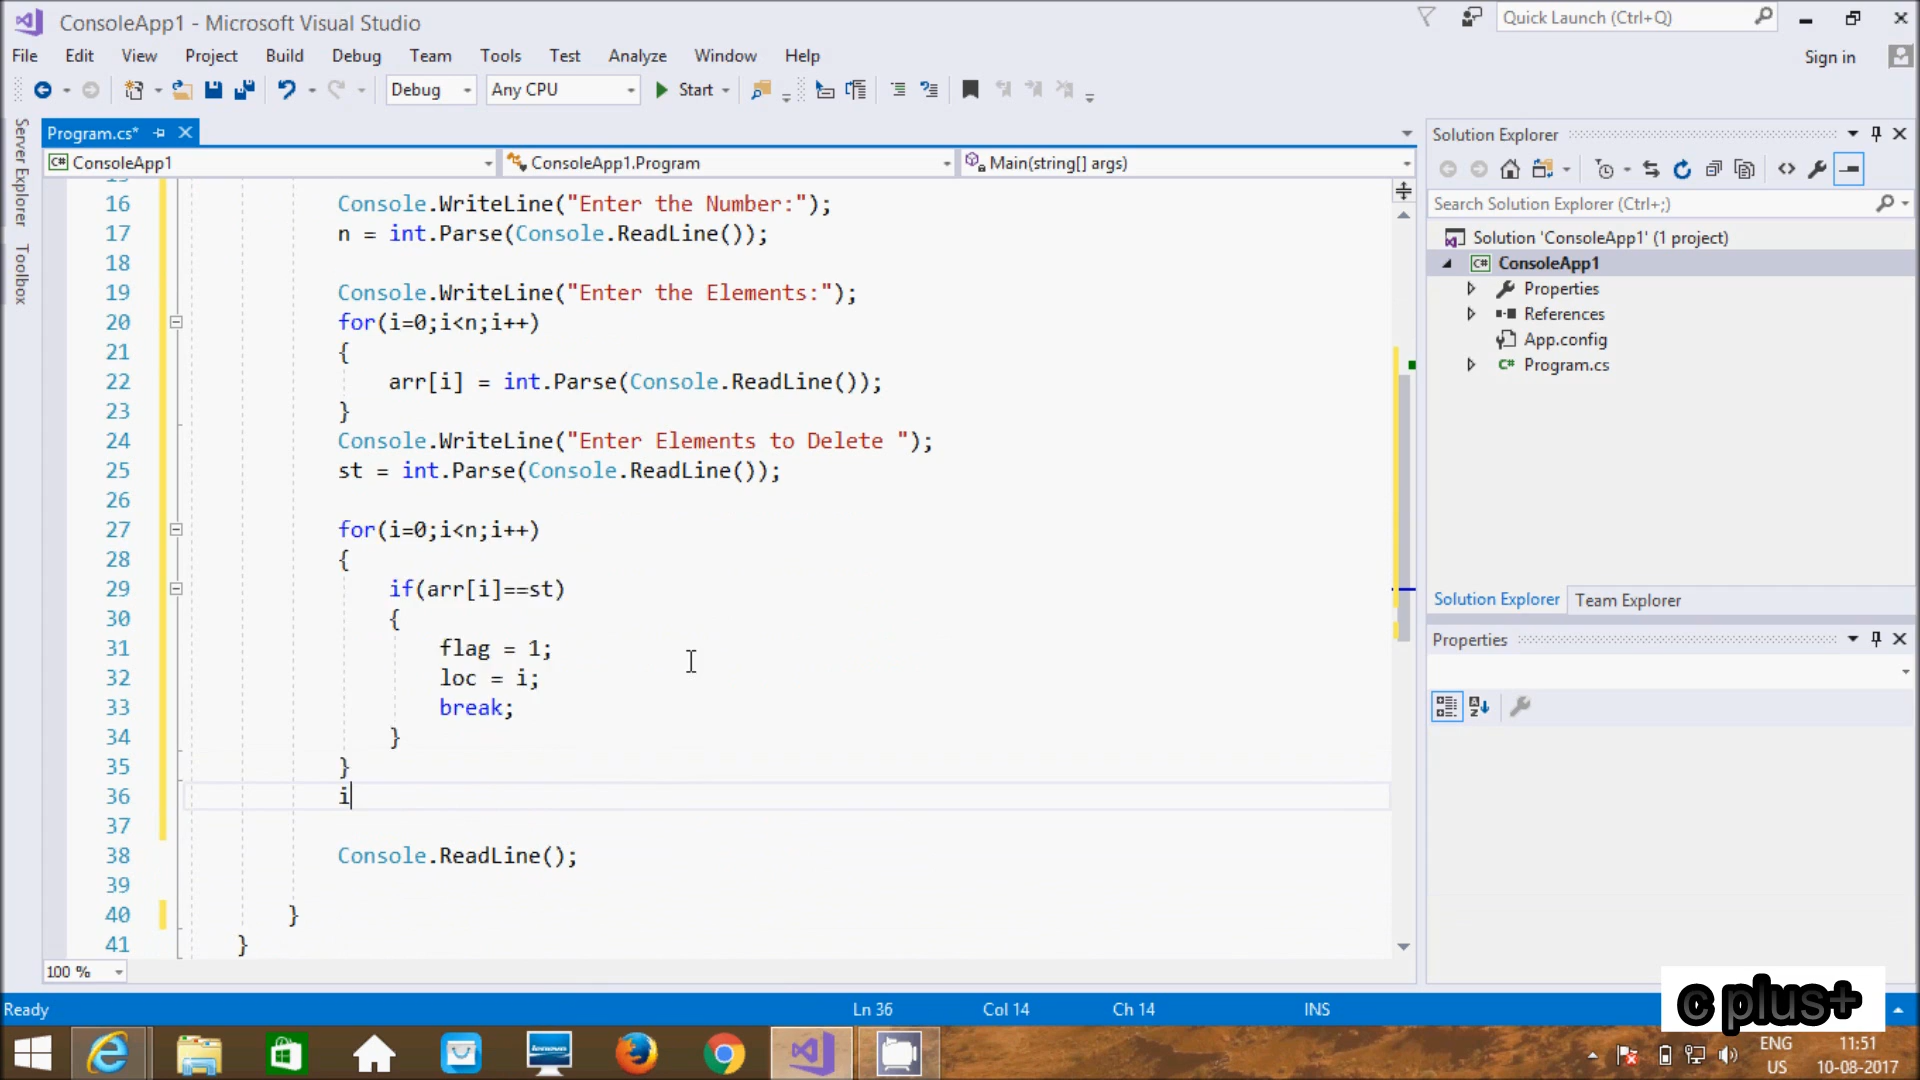 ConsoleApp1 - Microsoft Visual Studio
Quick Launch (Ctrl+Q)
File Edit View Project Build Debug Team Tools Test Analyze Window Help
Sign in
Debug Any CPU Start
Server Explorer
Toolbox
Program.cs*
C# ConsoleApp1 ConsoleApp1.Program Main(string[] args)
16 Console.WriteLine("Enter the Number:");
17 n = int.Parse(Console.ReadLine());
18
19 Console.WriteLine("Enter the Elements:");
20 for(i=0;i<n;i++)
21 {
22 arr[i] = int.Parse(Console.ReadLine());
23 }
24 Console.WriteLine("Enter Elements to Delete ");
25 st = int.Parse(Console.ReadLine());
26
27 for(i=0;i<n;i++)
28 {
29 if(arr[i]==st)
30 {
31 flag = 1;
32 loc = i;
33 break;
34 }
35 }
36 i
37
38 Console.ReadLine();
39
40 }
41 }
100 %
Solution Explorer
Search Solution Explorer (Ctrl+;)
Solution 'ConsoleApp1' (1 project)
C# ConsoleApp1
Properties
References
App.config
C# Program.cs
Solution Explorer Team Explorer
Properties
Ready Ln 36 Col 14 Ch 14 INS
c plus+
lenovo
ENG
US
11:51
10-08-2017